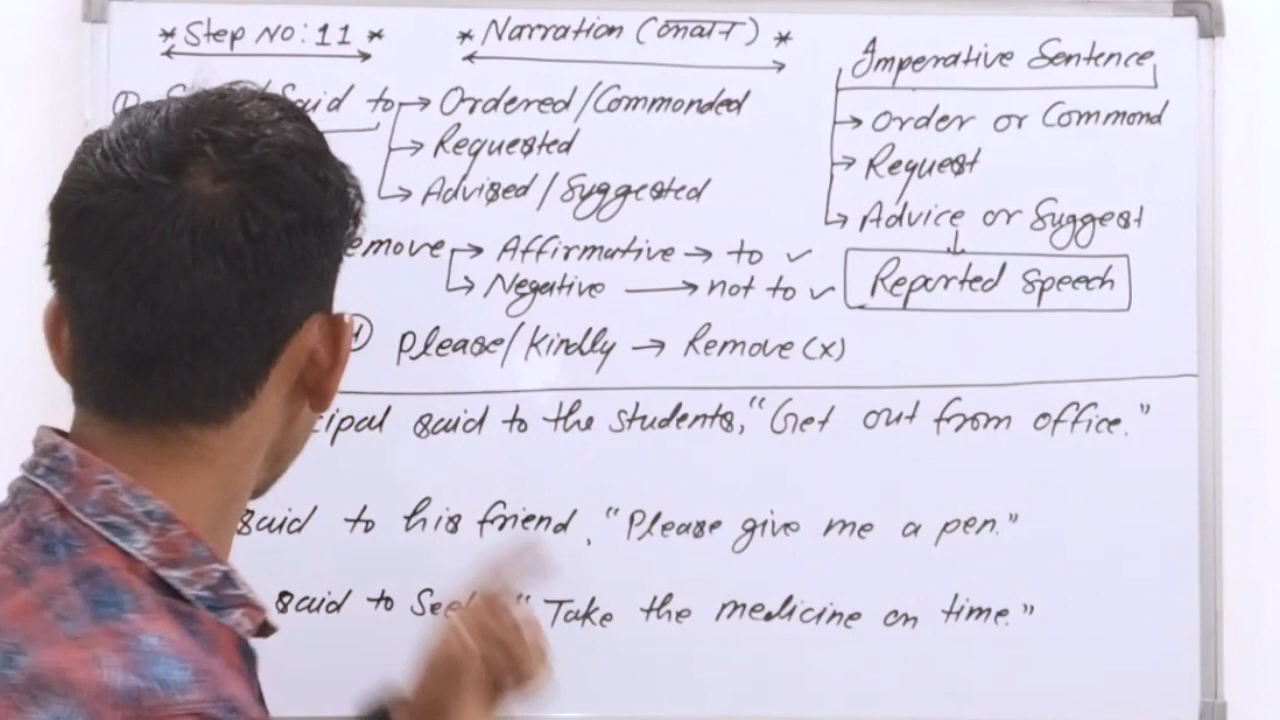 *Step No:11* *Narration ( )*
Said to → Ordered/Commonded
→ Requested
→ Advised/Suggested
emove → Affirmative → to ✓
→ Negative → not to ✓
please/kindly → Remove (x)
Imperative Sentence
→ Order or Commond
→ Request
→ Advice or Suggest
Reported Speech
cipal said to the students, "Get out from office."
said to his friend, "Please give me a pen."
said to "Take the medicine on time."